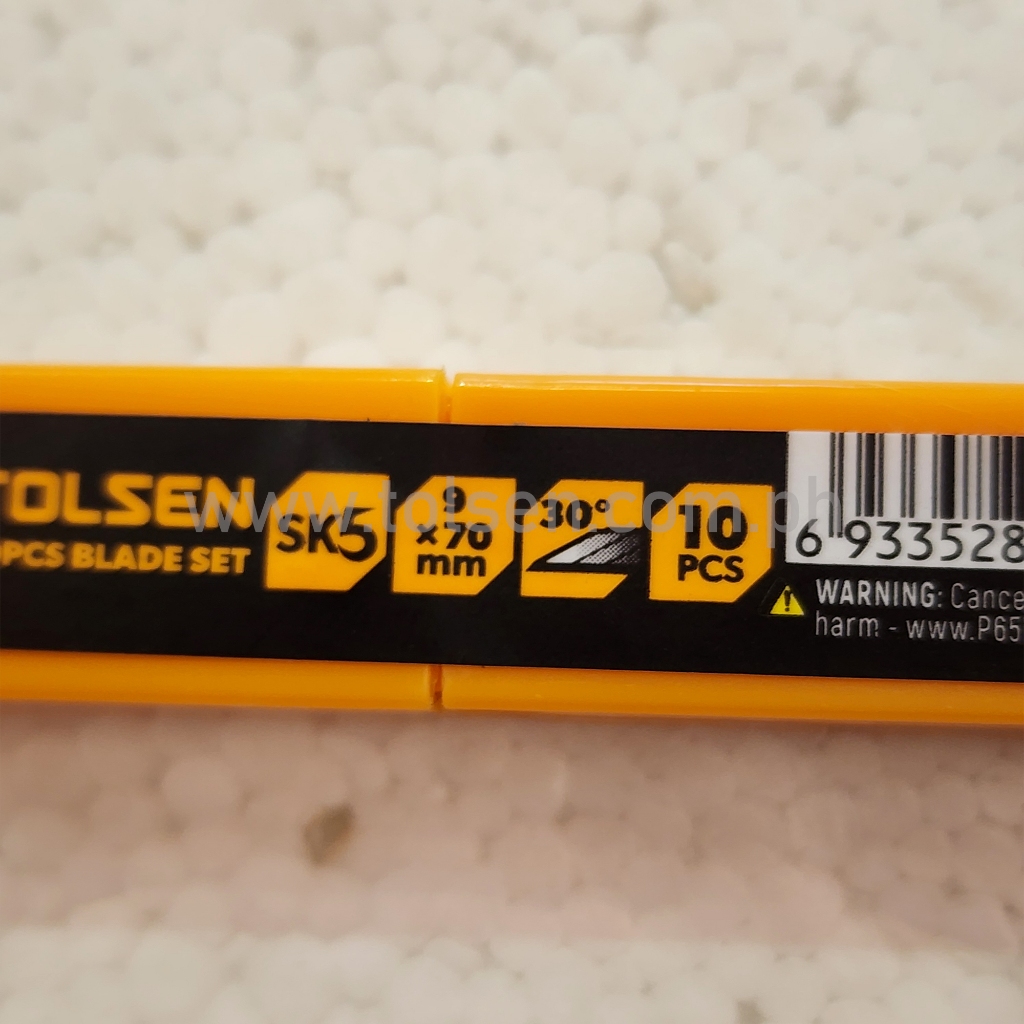 TOLSEN
PCS BLADE SET
SK5
9
x70
mm
30°
10
PCS
6 933528
WARNING: Cance
harm - www.P65
www.tolsen.com.ph